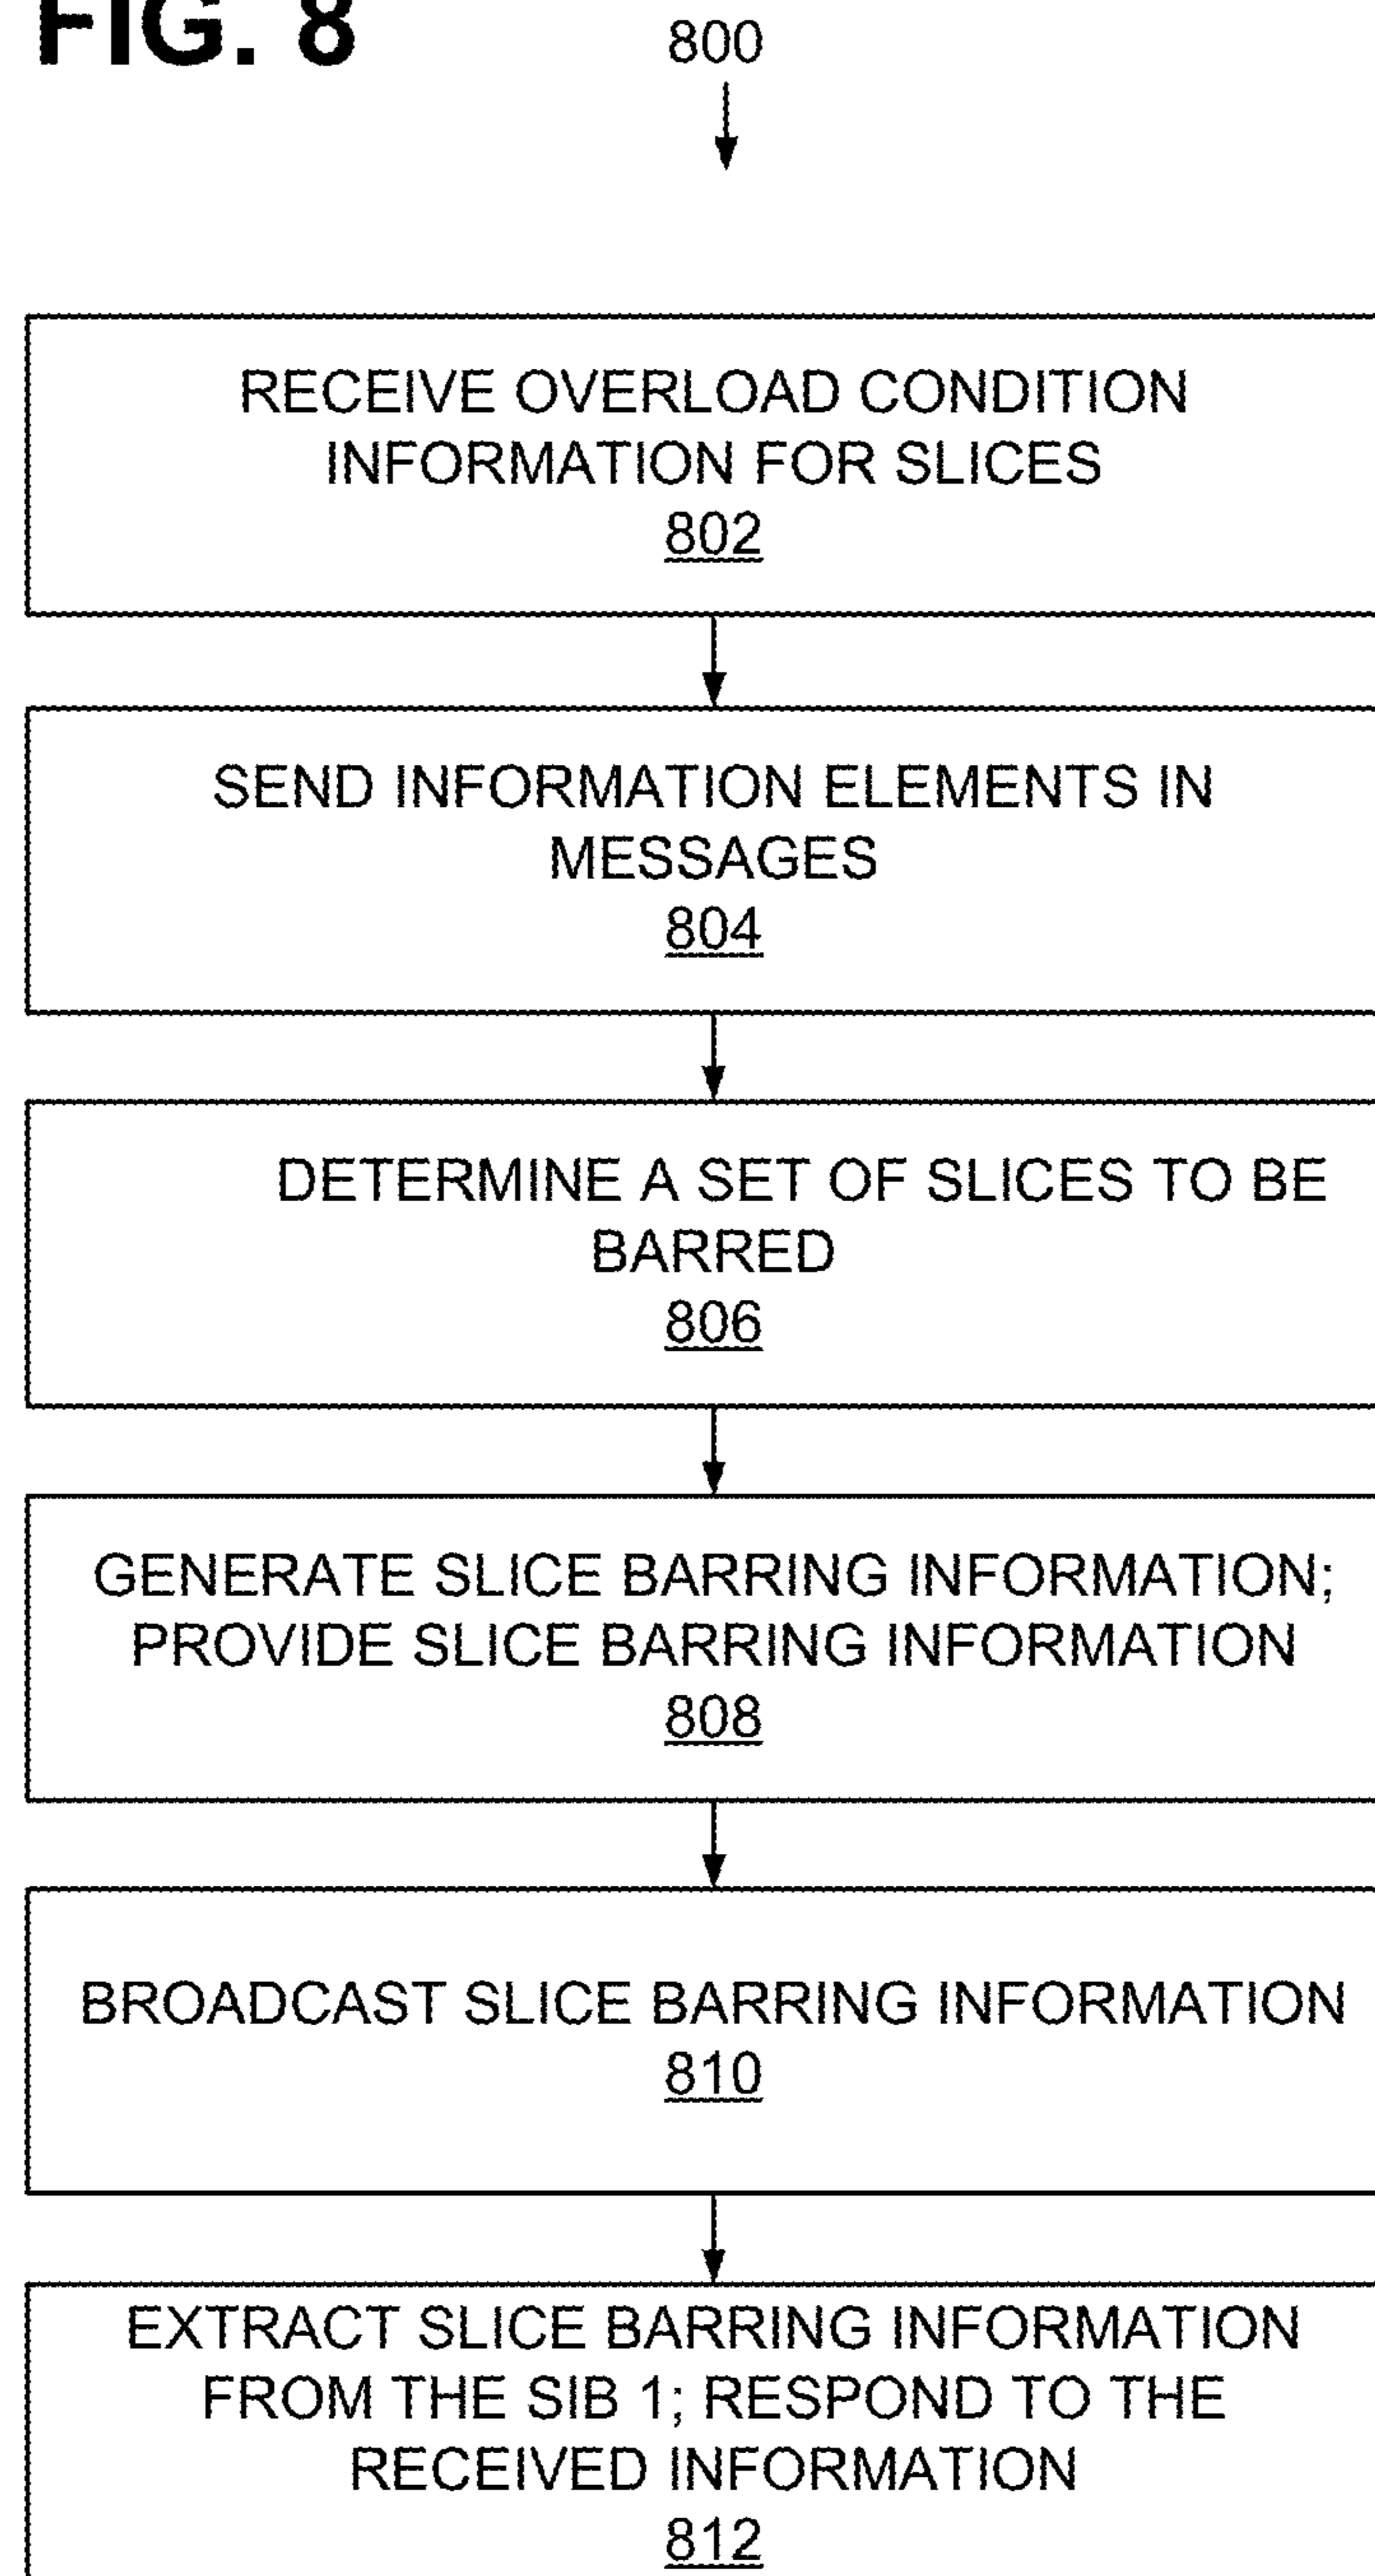 FIG. 8
800
RECEIVE OVERLOAD CONDITION
INFORMATION FOR SLICES
802
SEND INFORMATION ELEMENTS IN
MESSAGES
804
DETERMINE A SET OF SLICES TO BE
BARRED
806
GENERATE SLICE BARRING INFORMATION;
PROVIDE SLICE BARRING INFORMATION
808
BROADCAST SLICE BARRING INFORMATION
810
EXTRACT SLICE BARRING INFORMATION
FROM THE SIB 1; RESPOND TO THE
RECEIVED INFORMATION
812